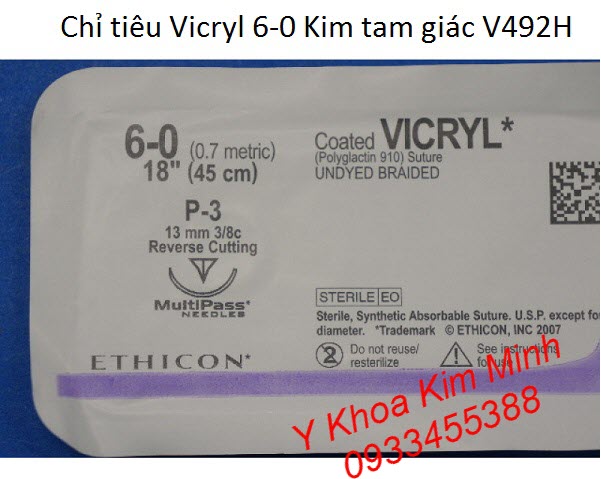 Chỉ tiêu Vicryl 6-0 Kim tam giác V492H
6-0 (0.7 metric)
18" (45 cm)
P-3
13 mm 3/8c
Reverse Cutting
MultiPass*
NEEDLES
ETHICON*
Coated VICRYL*
(Polyglactin 910) Suture
UNDYED BRAIDED
STERILE EO
Sterile, Synthetic Absorbable Suture. U.S.P. except fo
diameter. *Trademark © ETHICON, INC 2007
2 Do not reuse/
resterilize
See instructions
for use
Y Khoa Kim Minh
0933455388